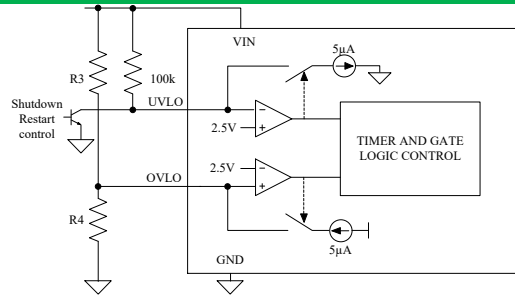 VIN
5µA
R3
100k
Shutdown
Restart
control
UVLO
2.5V
−
+
TIMER AND GATE
LOGIC CONTROL
2.5V
−
+
OVLO
R4
5µA
GND